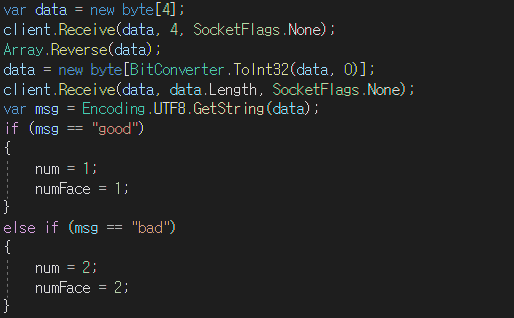 var data = new byte[4];
client.Receive(data, 4, SocketFlags.None);
Array.Reverse(data);
data = new byte[BitConverter.ToInt32(data, 0)];
client.Receive(data, data.Length, SocketFlags.None);
var msg = Encoding.UTF8.GetString(data);
if (msg == "good")
{
    num = 1;
    numFace = 1;
}
else if (msg == "bad")
{
    num = 2;
    numFace = 2;
}